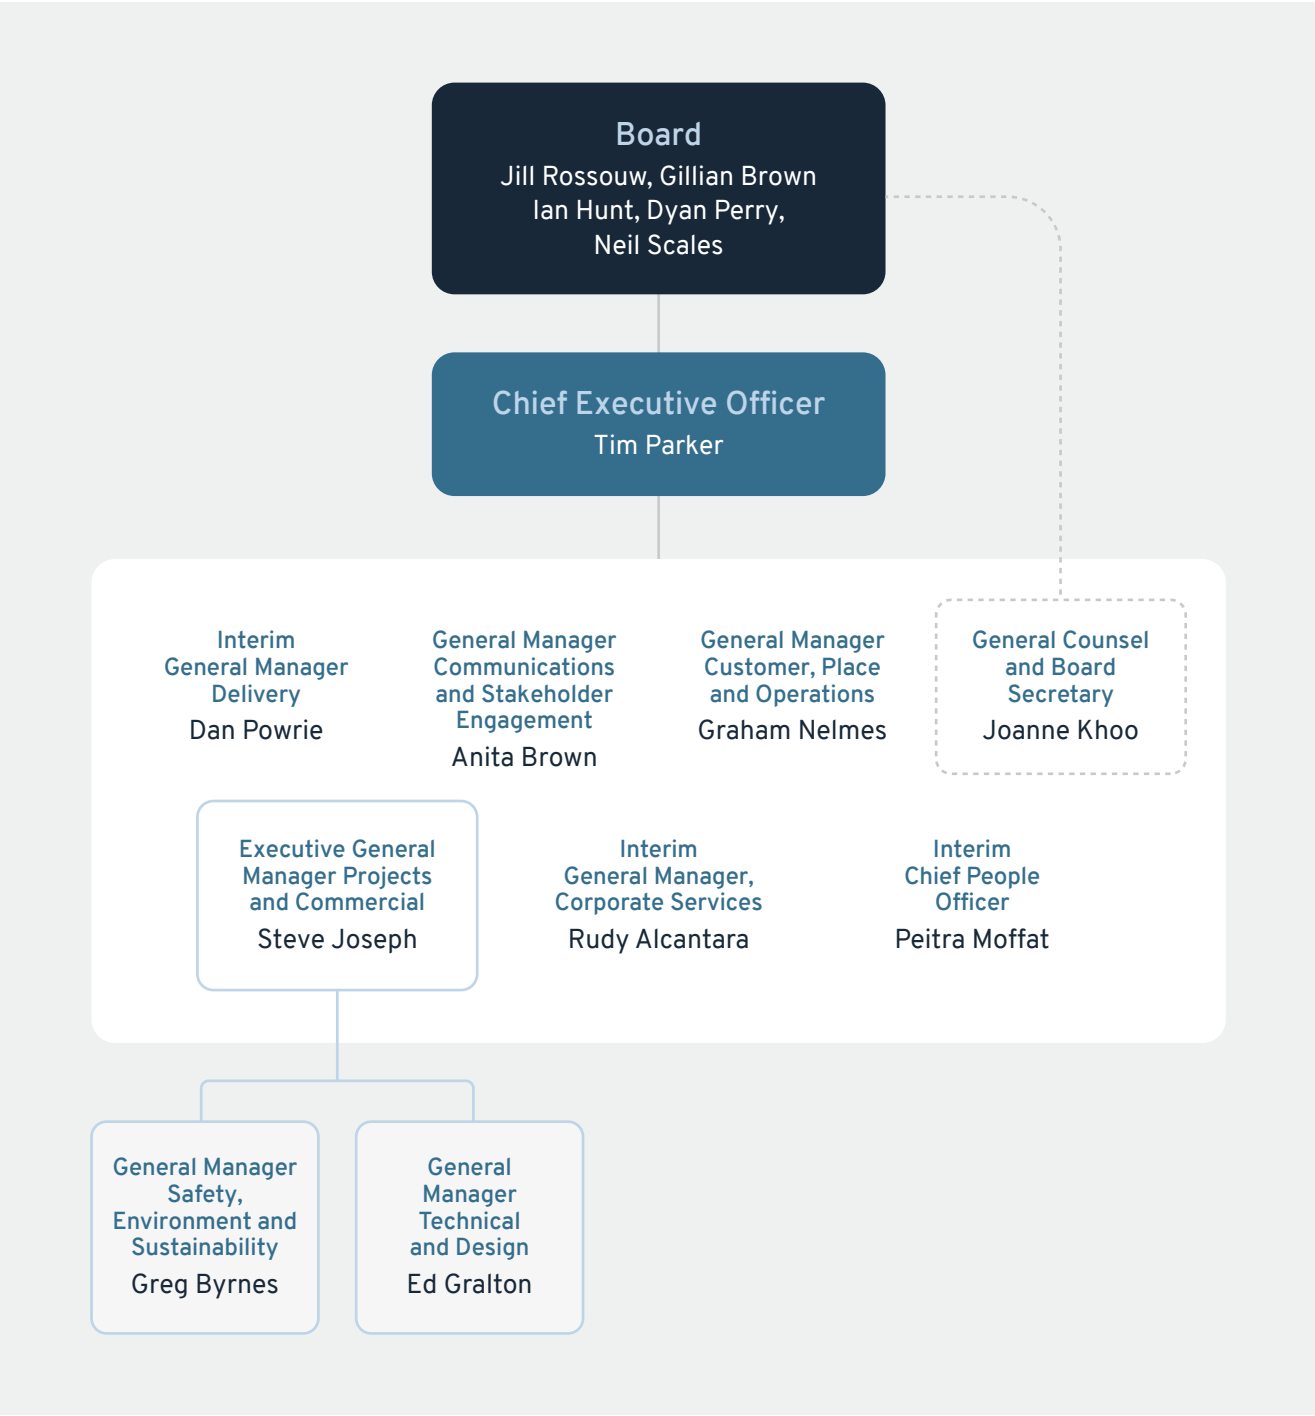 Board
Jill Rossouw, Gillian Brown
Ian Hunt, Dyan Perry,
Neil Scales
Chief Executive Officer
Tim Parker
Interim
General Manager
Delivery
Dan Powrie
General Manager
Communications
and Stakeholder
Engagement
Anita Brown
General Manager
Customer, Place
and Operations
Graham Nelmes
General Counsel
and Board
Secretary
Joanne Khoo
Executive General
Manager Projects
and Commercial
Steve Joseph
Interim
General Manager,
Corporate Services
Rudy Alcantara
Interim
Chief People
Officer
Peitra Moffat
General Manager
Safety,
Environment and
Sustainability
Greg Byrnes
General
Manager
Technical
and Design
Ed Gralton